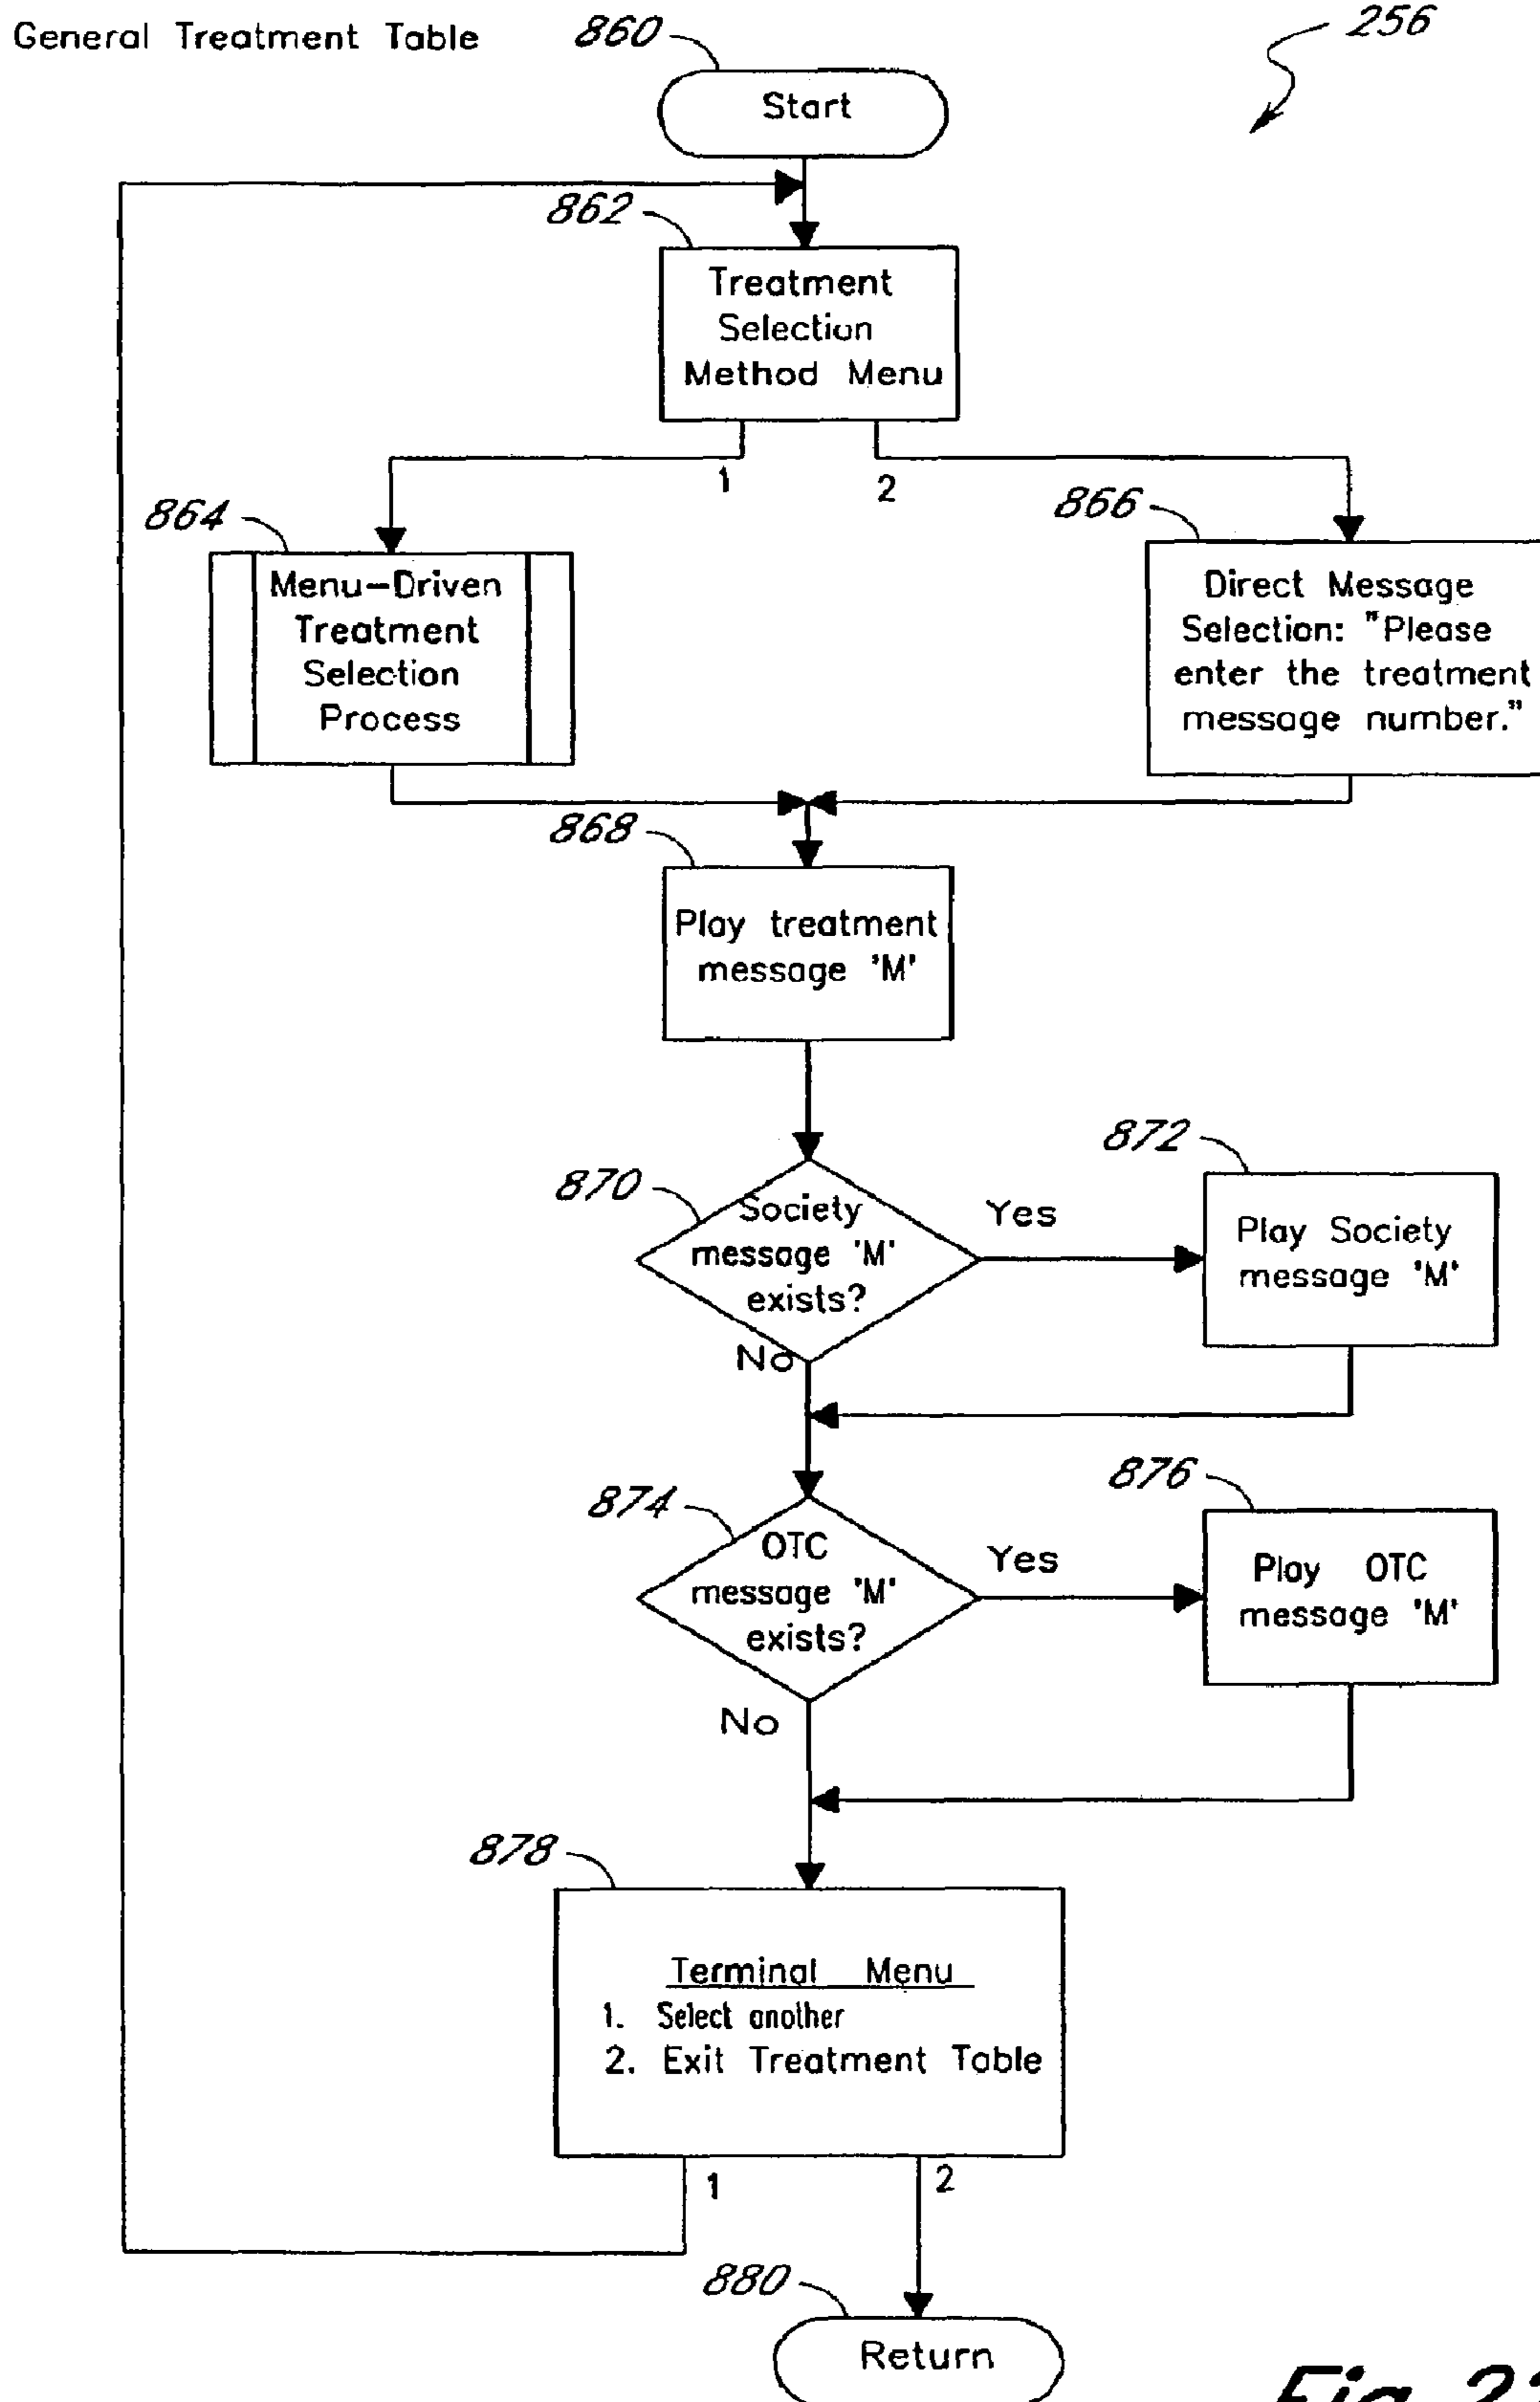 General Treatment Table
860
256
Start
862
Treatment
Selection
Method Menu
1
2
864
866
Menu-Driven
Treatment
Selection
Process
Direct Message
Selection: "Please
enter the treatment
message number."
868
Play treatment
message 'M'
870
Society
message 'M'
exists?
Yes
No
872
Play Society
message 'M'
874
OTC
message 'M'
exists?
Yes
No
876
Play OTC
message 'M'
878
Terminal Menu
1. Select another
2. Exit Treatment Table
1
2
880
Return
Fig.